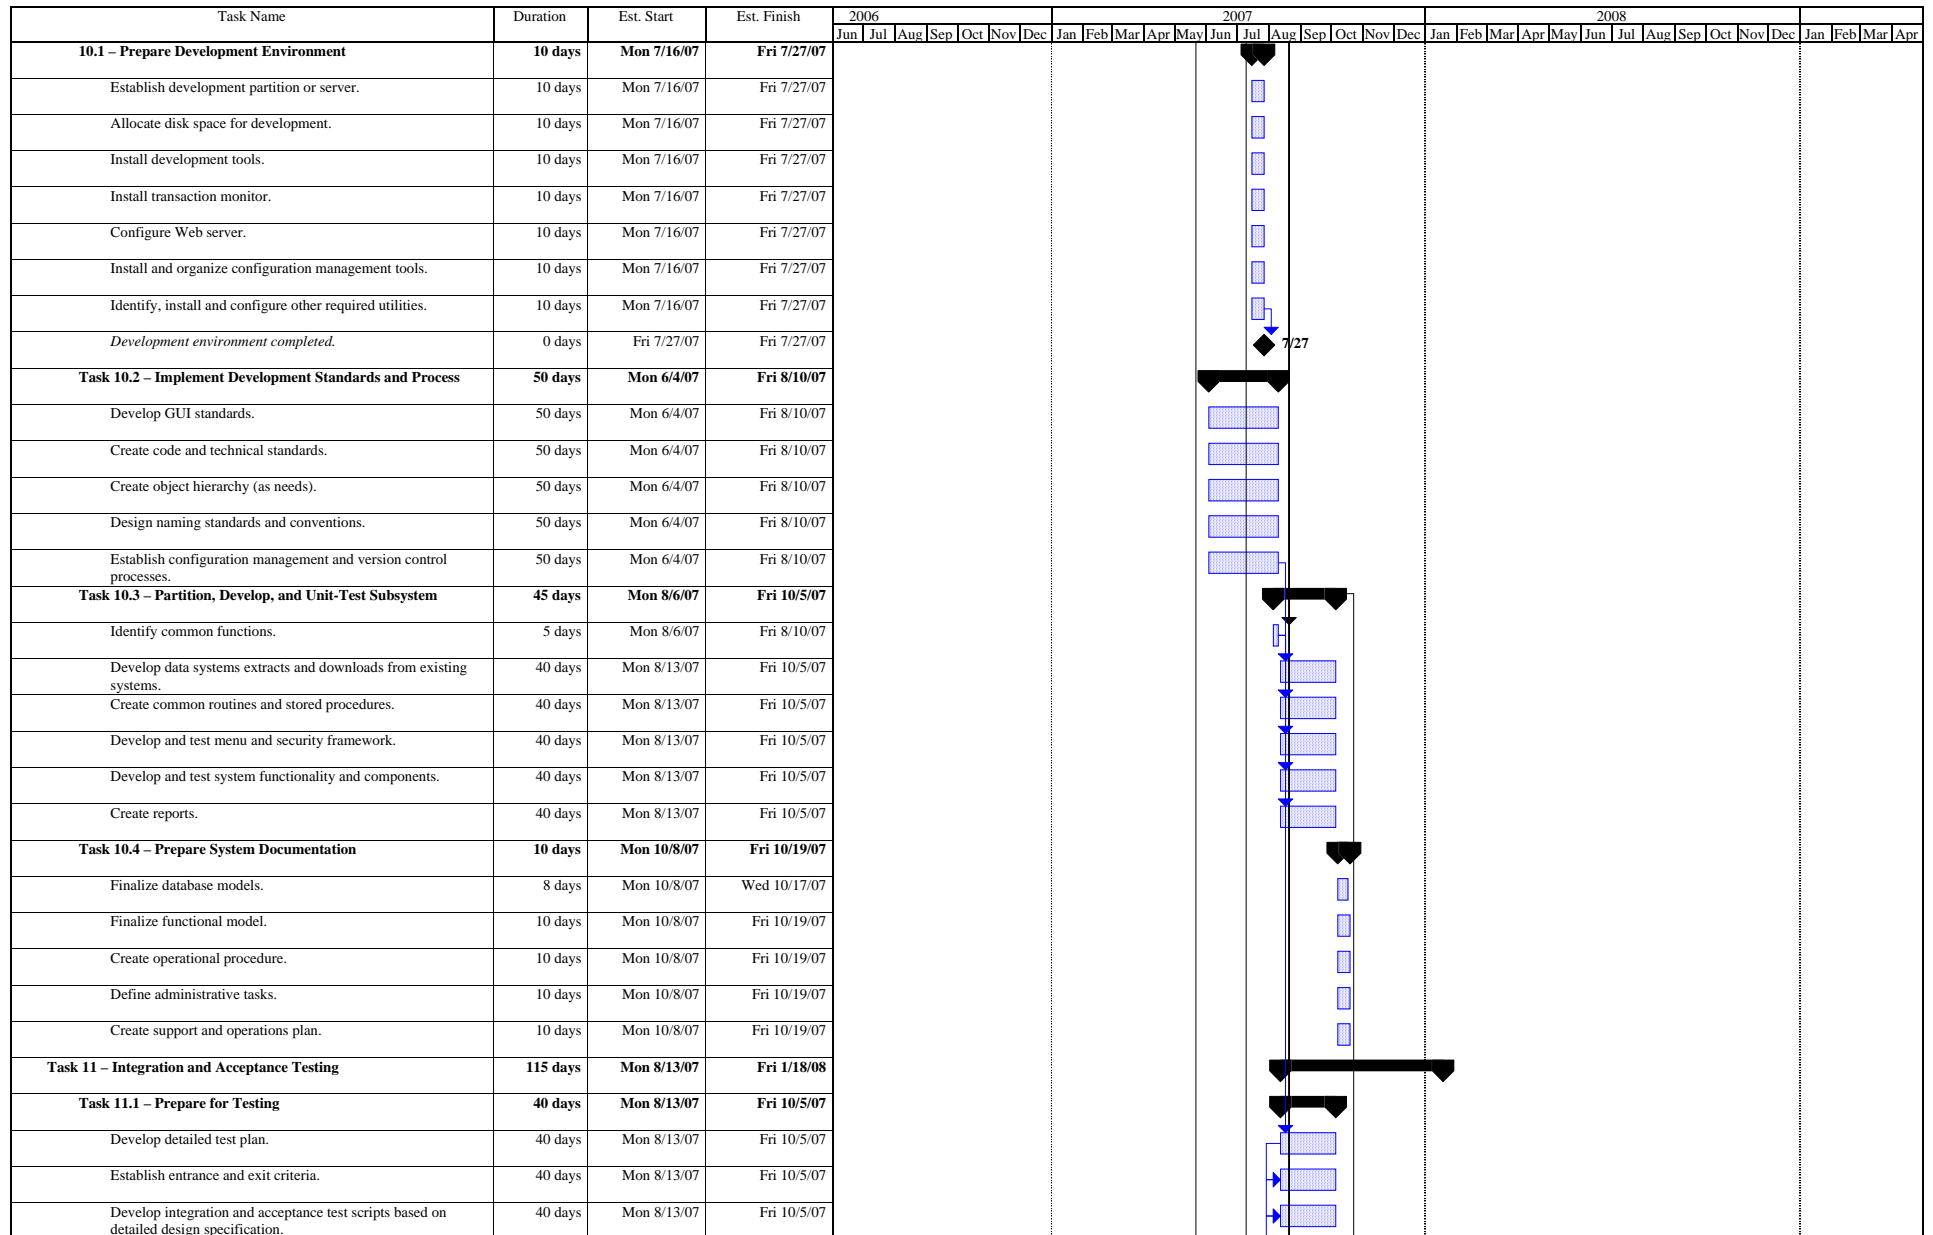 Task Name Duration Est. Start Est. Finish 2006 2007 2008
Jun Jul Aug Sep Oct Nov Dec Jan Feb Mar Apr May Jun Jul Aug Sep Oct Nov Dec Jan Feb Mar Apr May Jun Jul Aug Sep Oct Nov Dec Jan Feb Mar Apr
10.1 – Prepare Development Environment 10 days Mon 7/16/07 Fri 7/27/07
Establish development partition or server. 10 days Mon 7/16/07 Fri 7/27/07
Allocate disk space for development. 10 days Mon 7/16/07 Fri 7/27/07
Install development tools. 10 days Mon 7/16/07 Fri 7/27/07
Install transaction monitor. 10 days Mon 7/16/07 Fri 7/27/07
Configure Web server. 10 days Mon 7/16/07 Fri 7/27/07
Install and organize configuration management tools. 10 days Mon 7/16/07 Fri 7/27/07
Identify, install and configure other required utilities. 10 days Mon 7/16/07 Fri 7/27/07
Development environment completed. 0 days Fri 7/27/07 Fri 7/27/07 7/27
Task 10.2 – Implement Development Standards and Process 50 days Mon 6/4/07 Fri 8/10/07
Develop GUI standards. 50 days Mon 6/4/07 Fri 8/10/07
Create code and technical standards. 50 days Mon 6/4/07 Fri 8/10/07
Create object hierarchy (as needs). 50 days Mon 6/4/07 Fri 8/10/07
Design naming standards and conventions. 50 days Mon 6/4/07 Fri 8/10/07
Establish configuration management and version control 50 days Mon 6/4/07 Fri 8/10/07
processes.
Task 10.3 – Partition, Develop, and Unit-Test Subsystem 45 days Mon 8/6/07 Fri 10/5/07
Identify common functions. 5 days Mon 8/6/07 Fri 8/10/07
Develop data systems extracts and downloads from existing 40 days Mon 8/13/07 Fri 10/5/07
systems.
Create common routines and stored procedures. 40 days Mon 8/13/07 Fri 10/5/07
Develop and test menu and security framework. 40 days Mon 8/13/07 Fri 10/5/07
Develop and test system functionality and components. 40 days Mon 8/13/07 Fri 10/5/07
Create reports. 40 days Mon 8/13/07 Fri 10/5/07
Task 10.4 – Prepare System Documentation 10 days Mon 10/8/07 Fri 10/19/07
Finalize database models. 8 days Mon 10/8/07 Wed 10/17/07
Finalize functional model. 10 days Mon 10/8/07 Fri 10/19/07
Create operational procedure. 10 days Mon 10/8/07 Fri 10/19/07
Define administrative tasks. 10 days Mon 10/8/07 Fri 10/19/07
Create support and operations plan. 10 days Mon 10/8/07 Fri 10/19/07
Task 11 – Integration and Acceptance Testing 115 days Mon 8/13/07 Fri 1/18/08
Task 11.1 – Prepare for Testing 40 days Mon 8/13/07 Fri 10/5/07
Develop detailed test plan. 40 days Mon 8/13/07 Fri 10/5/07
Establish entrance and exit criteria. 40 days Mon 8/13/07 Fri 10/5/07
Develop integration and acceptance test scripts based on 40 days Mon 8/13/07 Fri 10/5/07
detailed design specification.